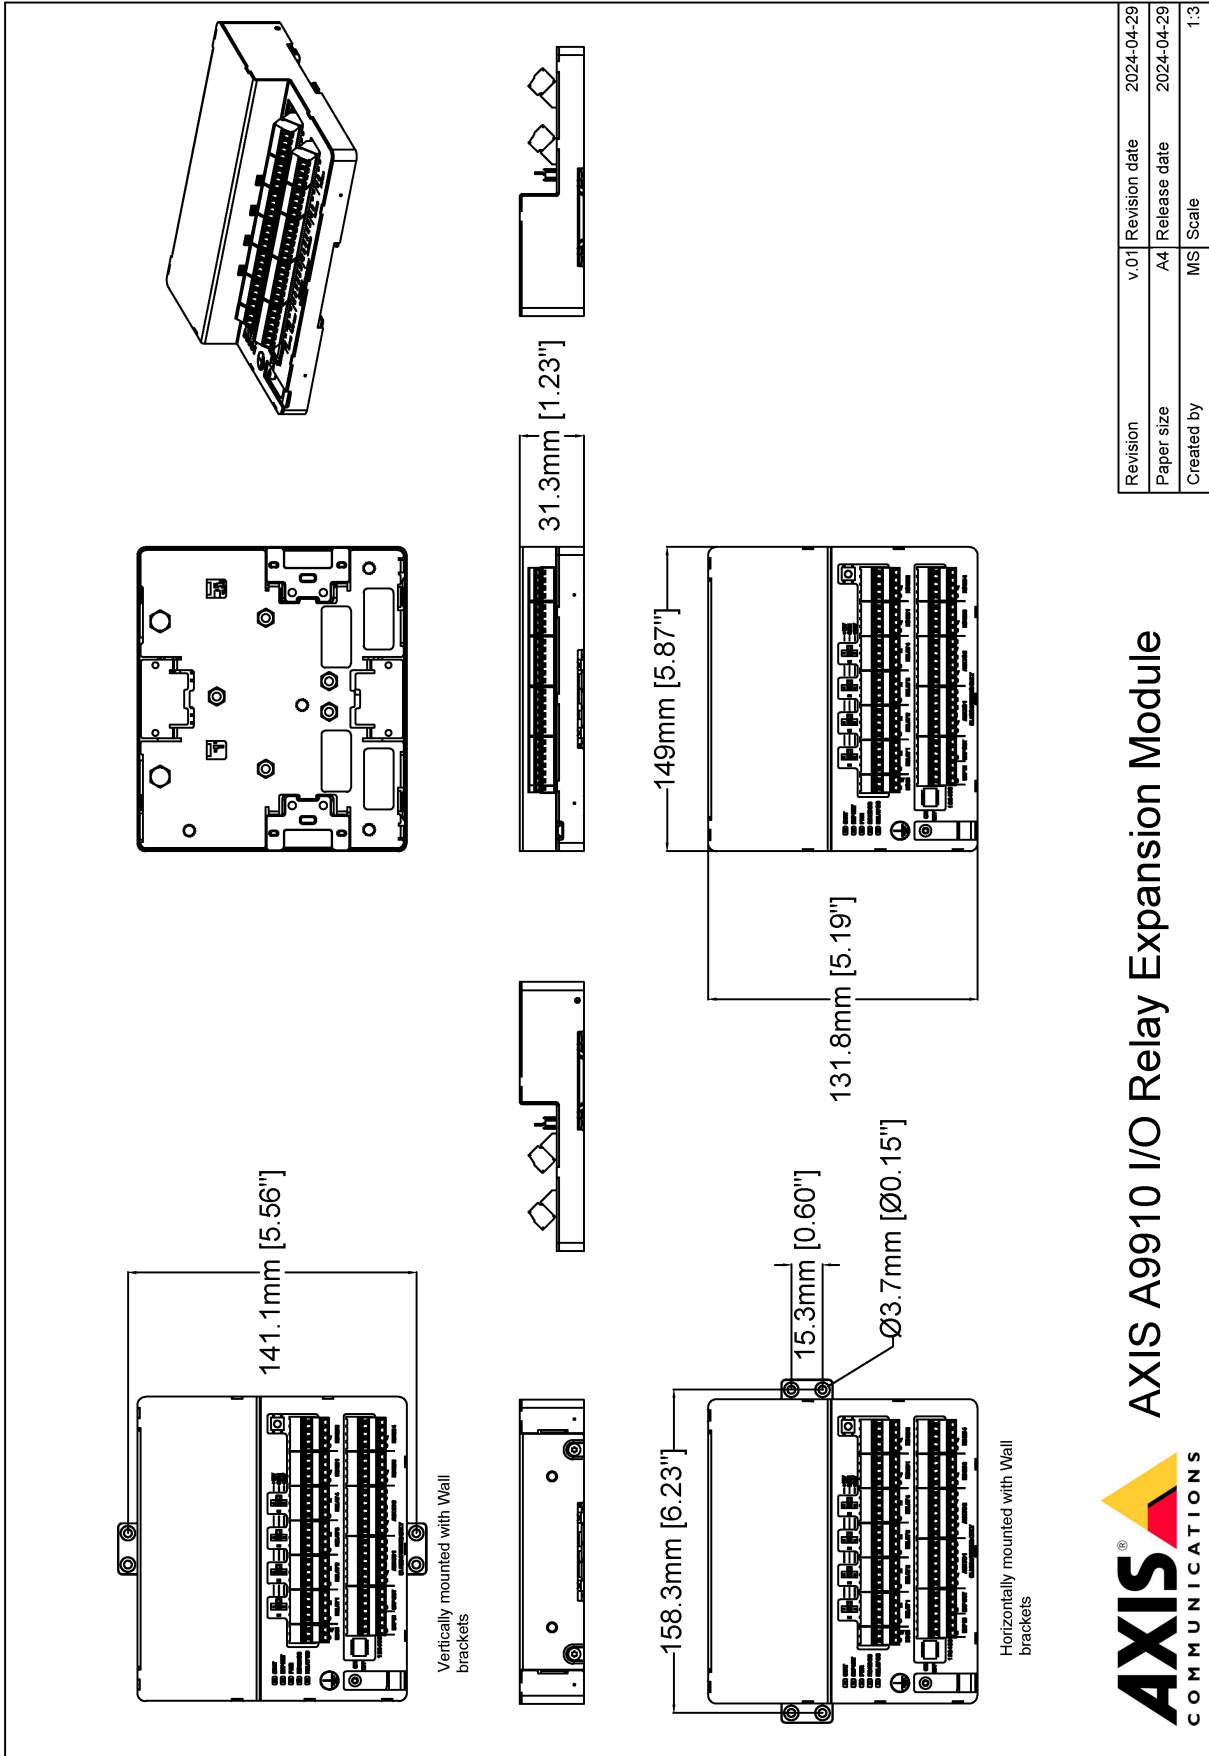 141.1mm [5.56"]
31.3mm [1.23"]
Vertically mounted with Wall
brackets
158.3mm [6.23"]
15.3mm [0.60"]
Ø3.7mm [Ø0.15"]
131.8mm [5.19"]
149mm [5.87"]
Horizontally mounted with Wall
brackets
AXIS®
COMMUNICATIONS
AXIS A9910 I/O Relay Expansion Module
Revision v.01 Revision date 2024-04-29
Paper size A4 Release date 2024-04-29
Created by MS Scale 1:3